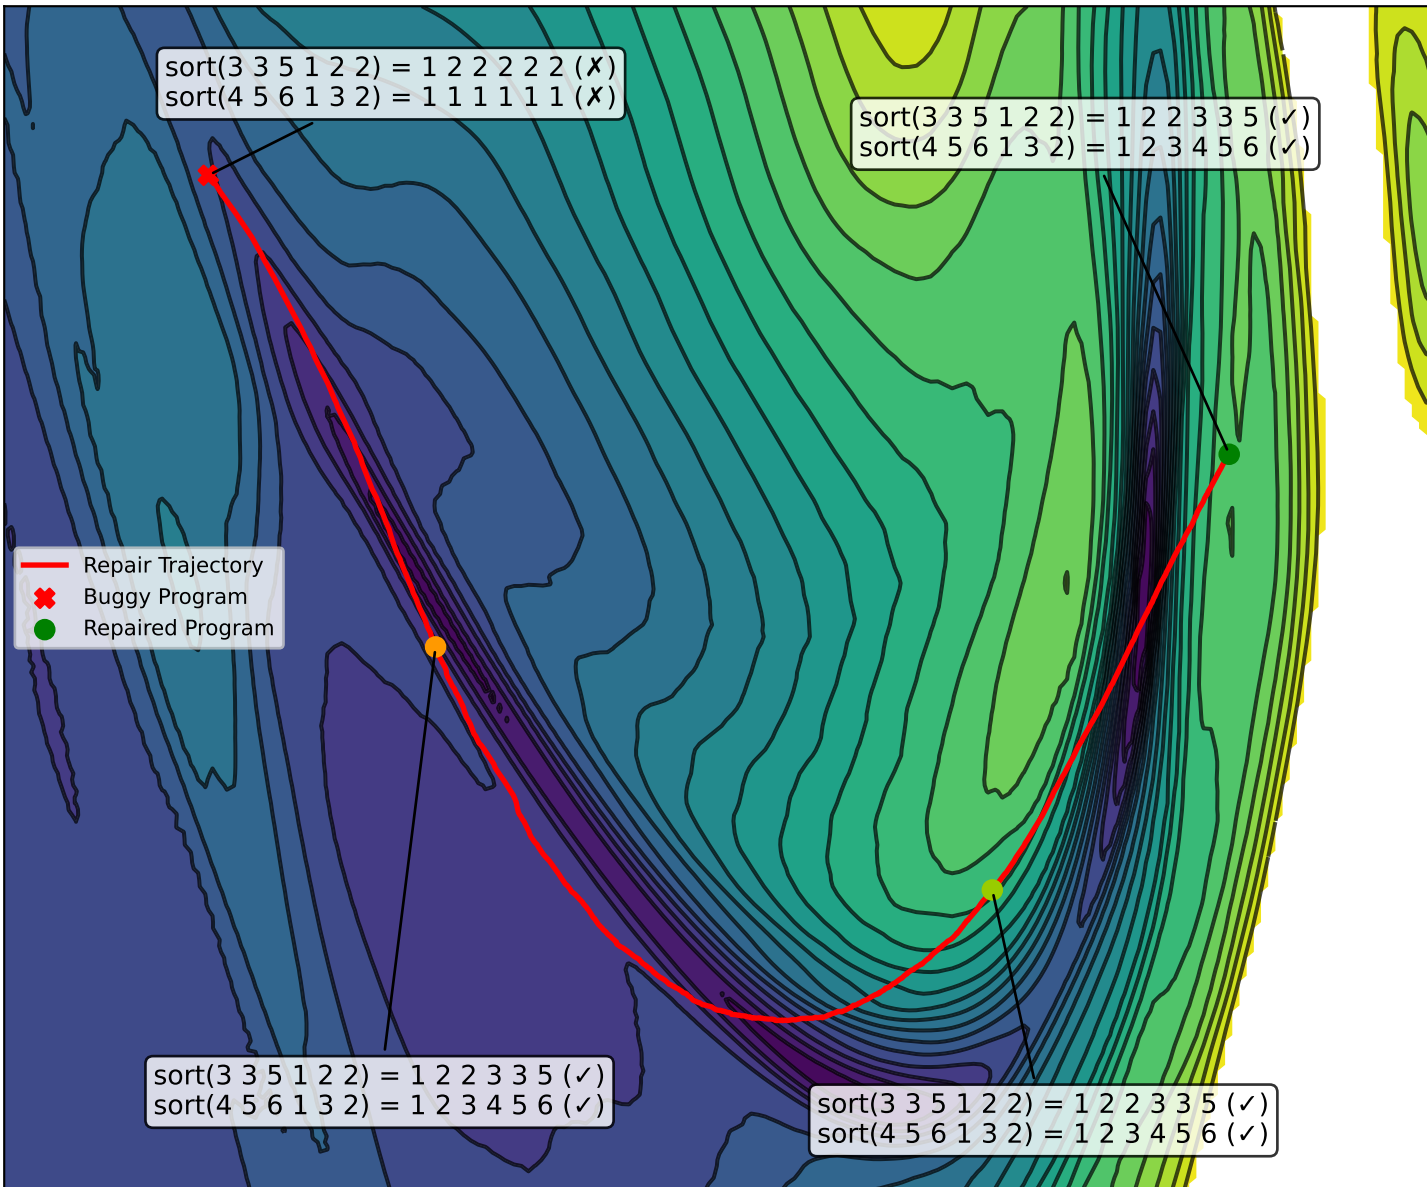 sort(3 3 5 1 2 2) = 1 2 2 2 2 2 (✗)
sort(4 5 6 1 3 2) = 1 1 1 1 1 1 (✗)
sort(3 3 5 1 2 2) = 1 2 2 3 3 5 (✓)
sort(4 5 6 1 3 2) = 1 2 3 4 5 6 (✓)
Repair Trajectory
Buggy Program
Repaired Program
sort(3 3 5 1 2 2) = 1 2 2 3 3 5 (✓)
sort(4 5 6 1 3 2) = 1 2 3 4 5 6 (✓)
sort(3 3 5 1 2 2) = 1 2 2 3 3 5 (✓)
sort(4 5 6 1 3 2) = 1 2 3 4 5 6 (✓)